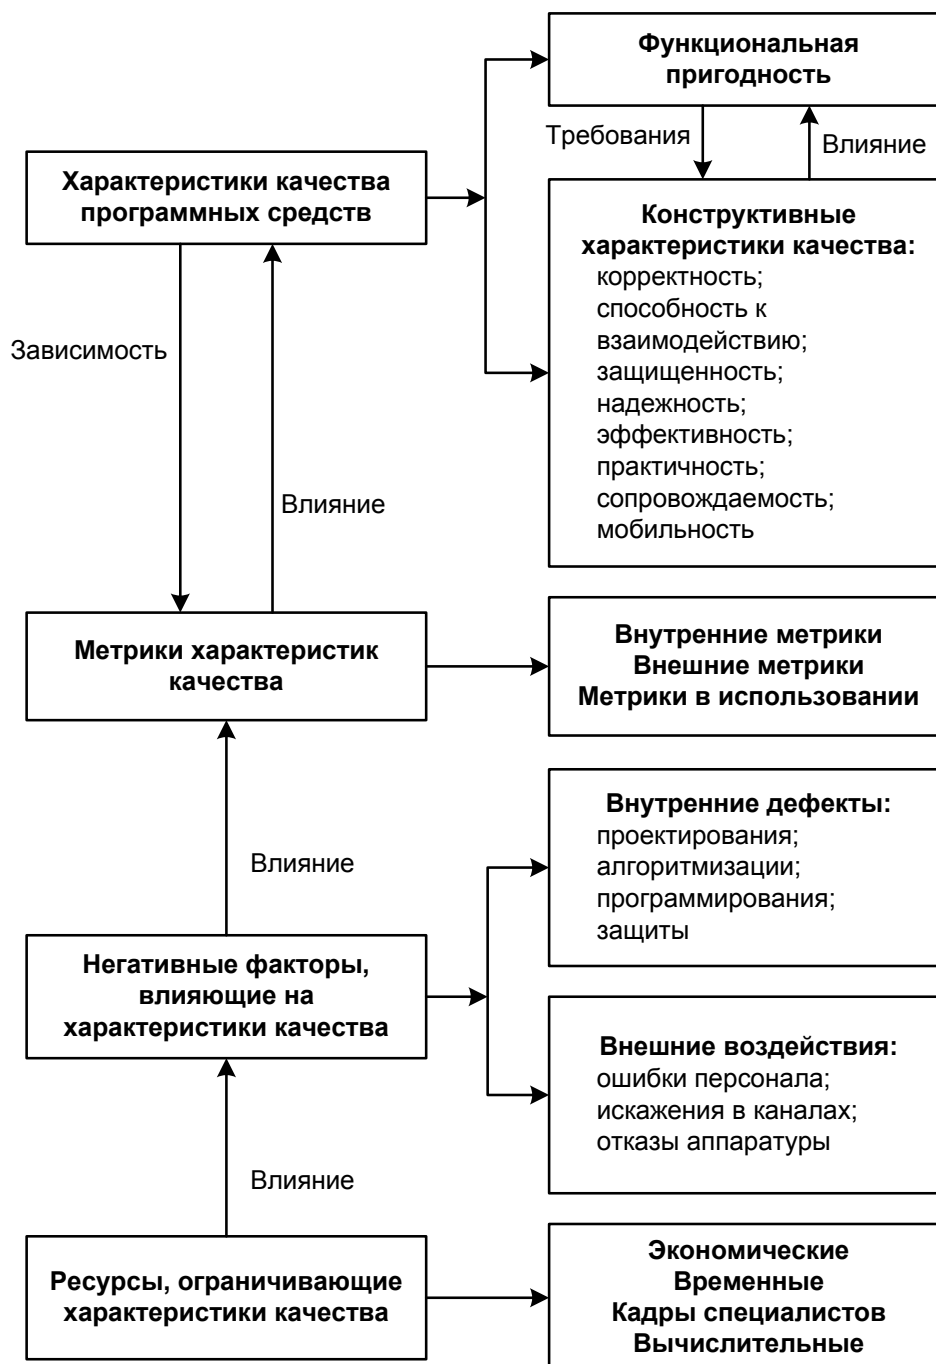 Функциональная
пригодность
Требования
Влияние
Характеристики качества
программных средств
Конструктивные
характеристики качества:
корректность;
способность к
взаимодействию;
защищенность;
надежность;
эффективность;
практичность;
сопровождаемость;
мобильность
Зависимость
Влияние
Метрики характеристик
качества
Внутренние метрики
Внешние метрики
Метрики в использовании
Влияние
Внутренние дефекты:
проектирования;
алгоритмизации;
программирования;
защиты
Негативные факторы,
влияющие на
характеристики качества
Внешние воздействия:
ошибки персонала;
искажения в каналах;
отказы аппаратуры
Влияние
Ресурсы, ограничивающие
характеристики качества
Экономические
Временные
Кадры специалистов
Вычислительные